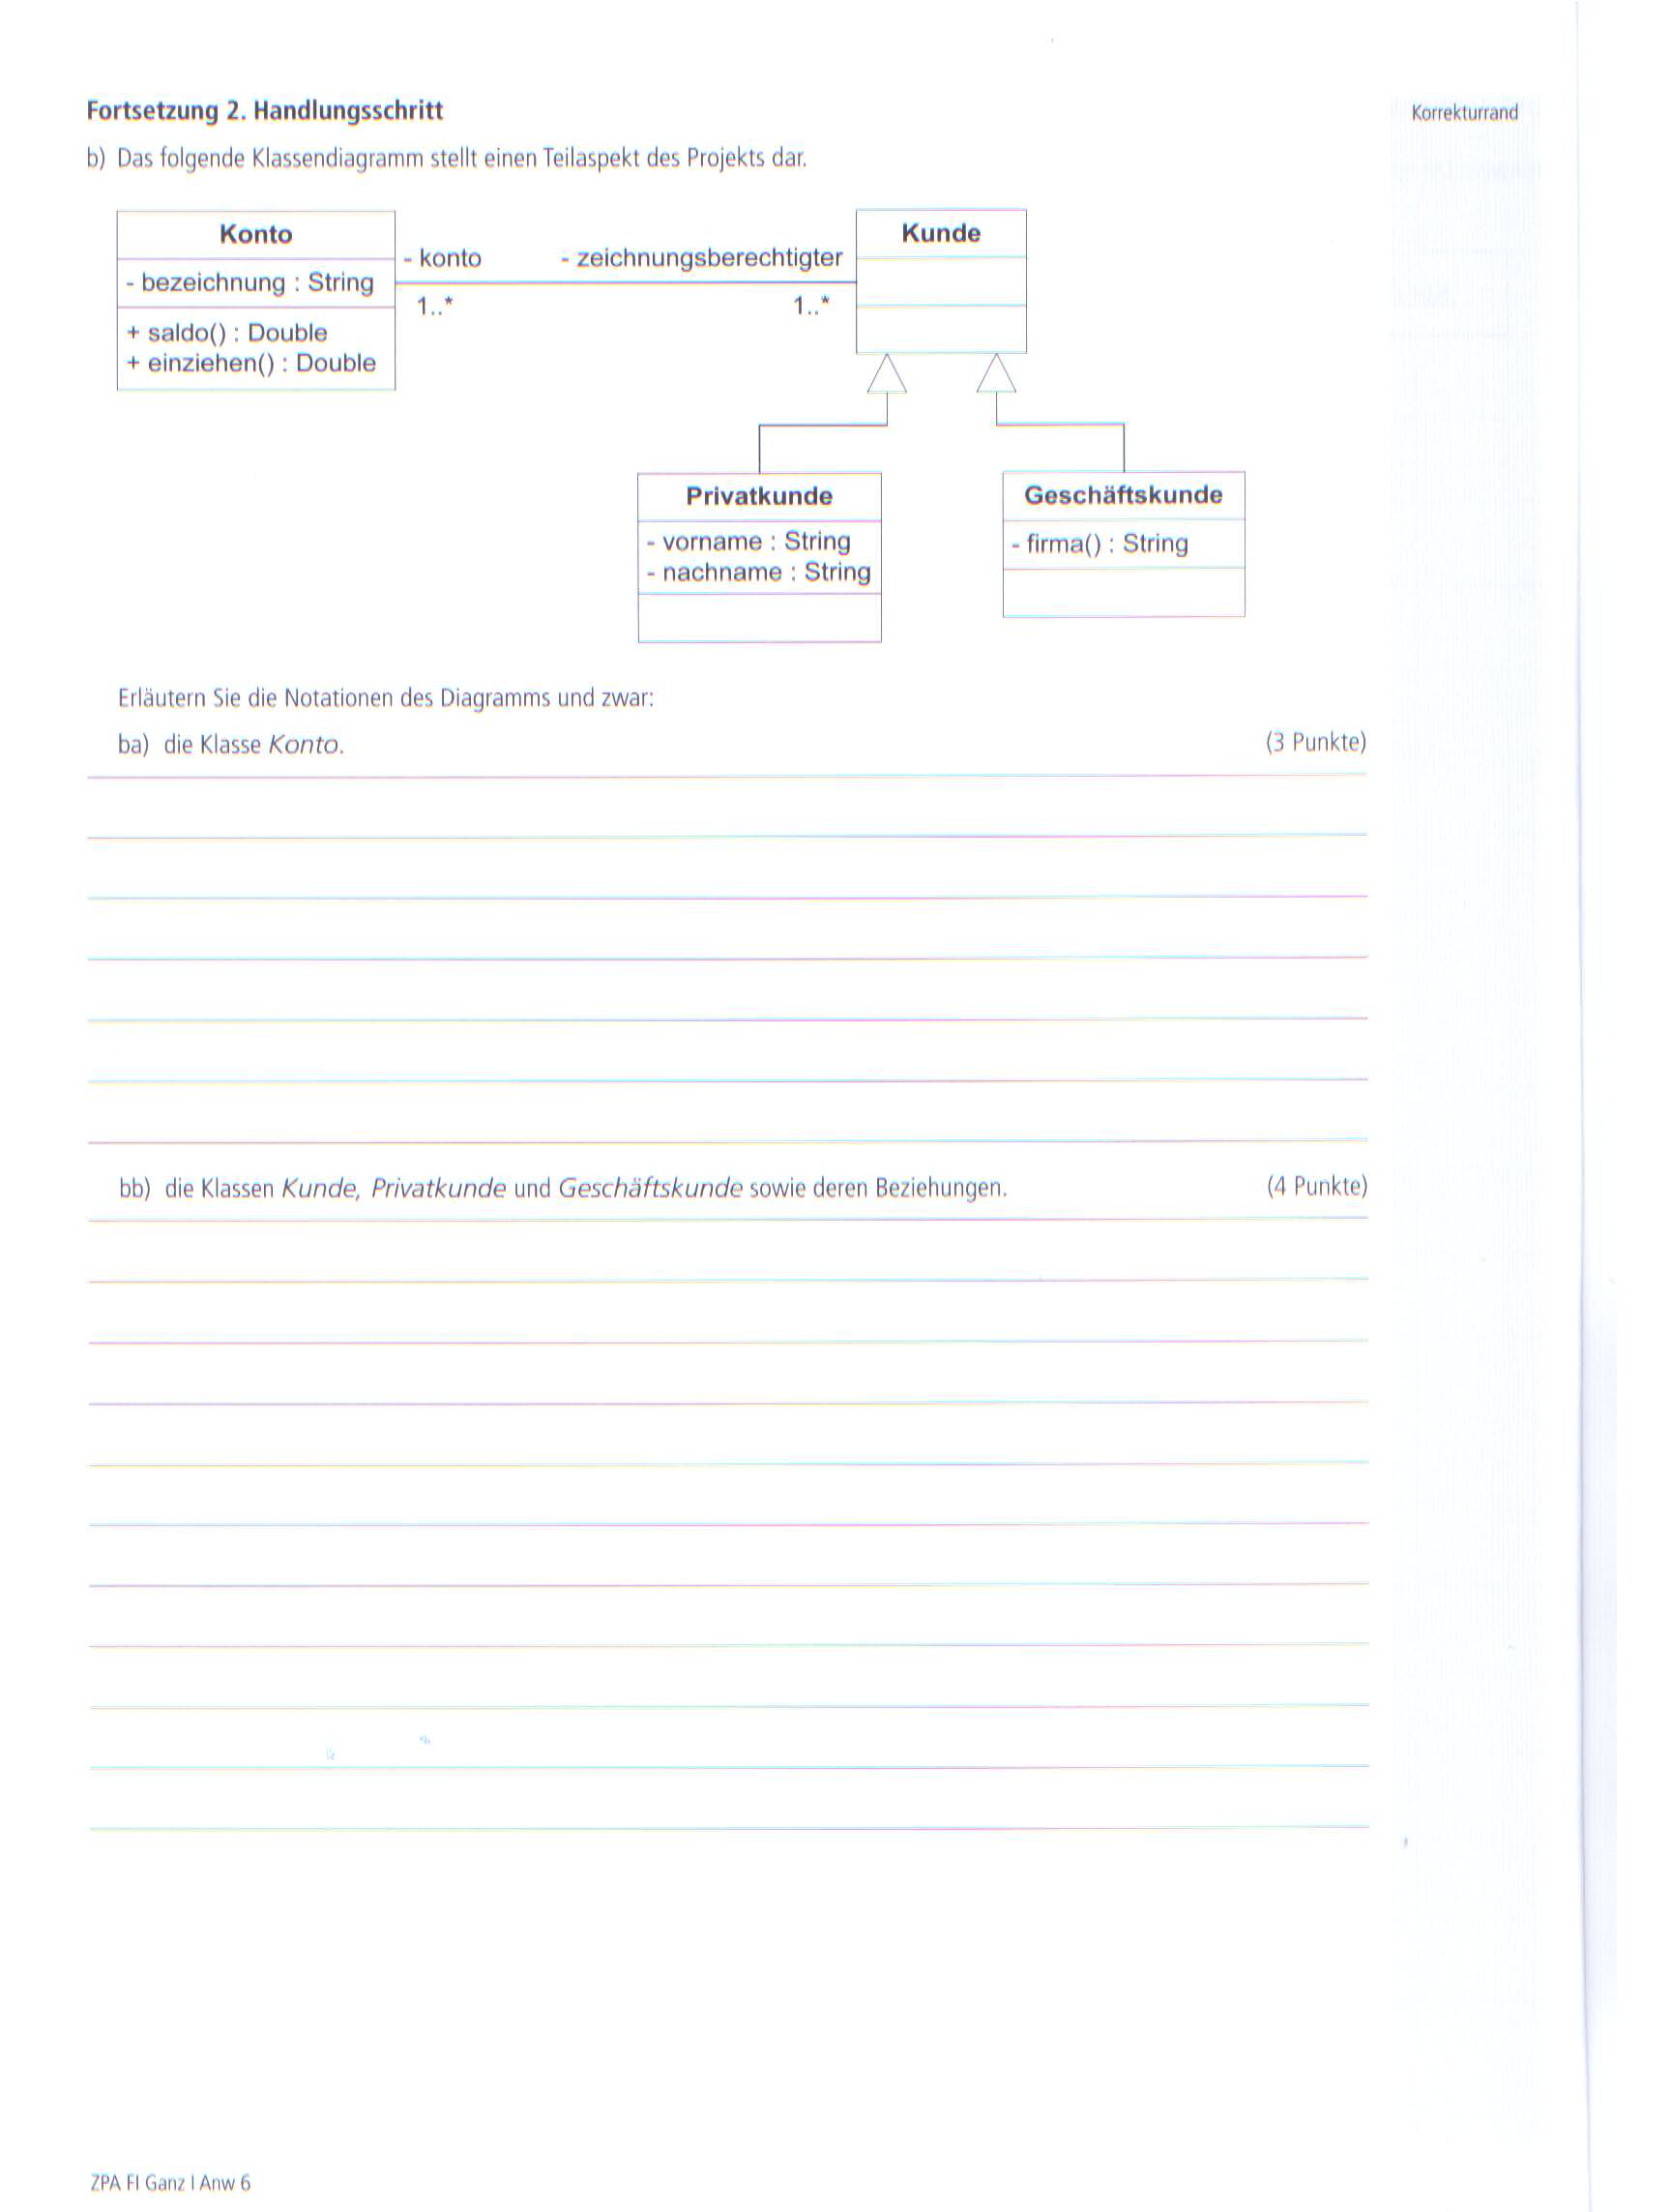 Fortsetzung 2. Handlungsschritt
Korrekturrand
b) Das folgende Klassendiagramm stellt einen Teilaspekt des Projekts dar.
Konto
- bezeichnung : String
+ saldo() : Double
+ einziehen() : Double
- konto
- zeichnungsberechtigter
1..*
1..*
Kunde
Privatkunde
- vorname : String
- nachname : String
Geschäftskunde
- firma() : String
Erläutern Sie die Notationen des Diagramms und zwar:
ba) die Klasse Konto.
(3 Punkte)
bb) die Klassen Kunde, Privatkunde und Geschäftskunde sowie deren Beziehungen.
(4 Punkte)
ZPA FI Ganz I Anw 6